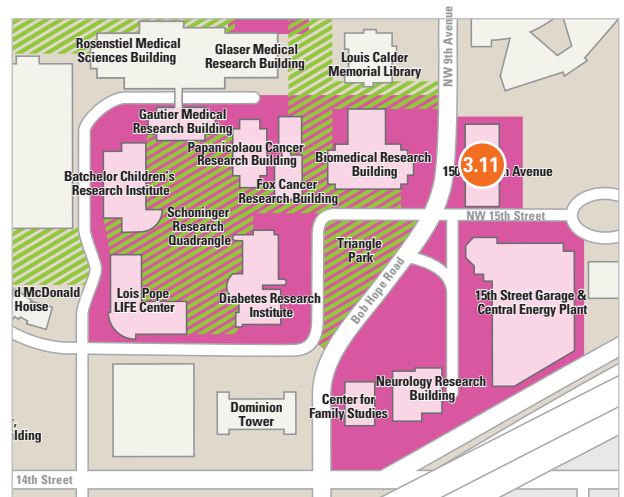 Rosenstiel Medical
Sciences Building
Glaser Medical
Research Building
Louis Calder
Memorial Library
NW 9th Avenue
Gautier Medical
Research Building
Papanicolaou Cancer
Research Building
Biomedical Research
Building
3.11
Avenue
Batchelor Children's
Research Institute
Fox Cancer
Research Building
Schoninger
Research
Quadrangle
NW 15th Street
Triangle
Park
Bob Hope Road
d McDonald
House
Lois Pope
LIFE Center
Diabetes Research
Institute
15th Street Garage &
Central Energy Plant
Neurology Research
Building
Center for
Family Studies
Dominion
Tower
ilding
14th Street